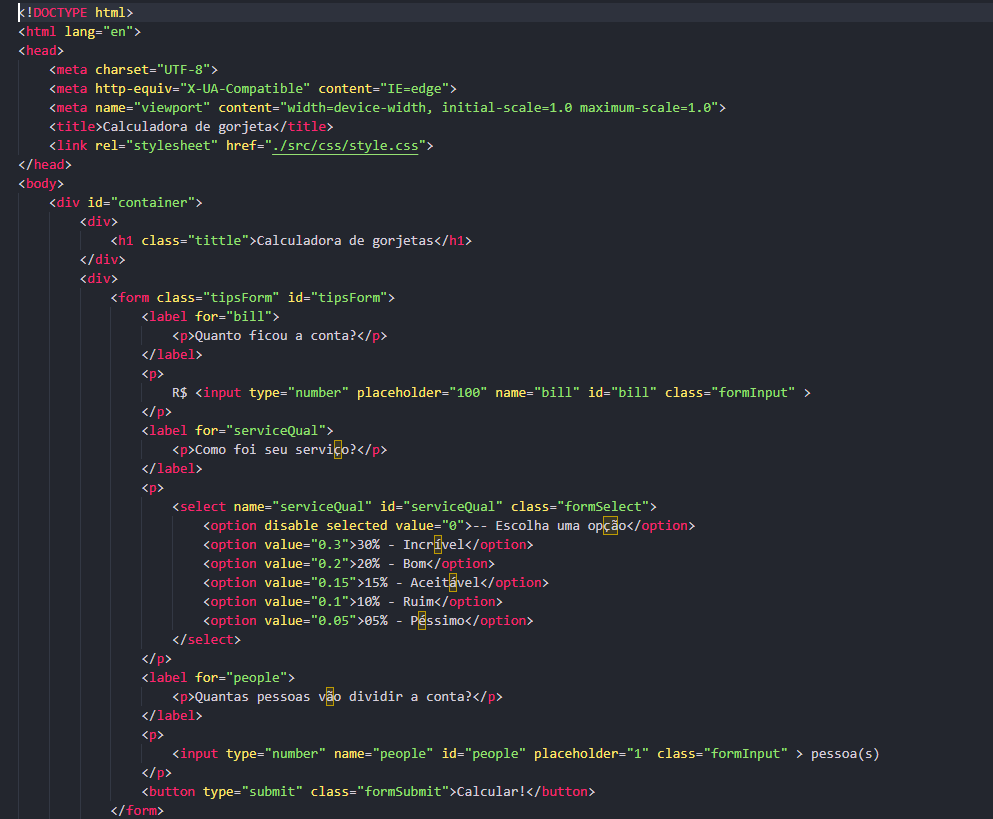 <!DOCTYPE html>
<html lang="en">
<head>
    <meta charset="UTF-8">
    <meta http-equiv="X-UA-Compatible" content="IE=edge">
    <meta name="viewport" content="width=device-width, initial-scale=1.0 maximum-scale=1.0">
    <title>Calculadora de gorjeta</title>
    <link rel="stylesheet" href="./src/css/style.css">
</head>
<body>
    <div id="container">
        <div>
            <h1 class="tittle">Calculadora de gorjetas</h1>
        </div>
        <div>
            <form class="tipsForm" id="tipsForm">
                <label for="bill">
                    <p>Quanto ficou a conta?</p>
                </label>
                <p>
                    R$ <input type="number" placeholder="100" name="bill" id="bill" class="formInput" >
                </p>
                <label for="serviceQual">
                    <p>Como foi seu serviço?</p>
                </label>
                <p>
                    <select name="serviceQual" id="serviceQual" class="formSelect">
                        <option disable selected value="0">-- Escolha uma opção</option>
                        <option value="0.3">30% - Incrível</option>
                        <option value="0.2">20% - Bom</option>
                        <option value="0.15">15% - Aceitável</option>
                        <option value="0.1">10% - Ruim</option>
                        <option value="0.05">05% - Péssimo</option>
                    </select>
                </p>
                <label for="people">
                    <p>Quantas pessoas vão dividir a conta?</p>
                </label>
                <p>
                    <input type="number" name="people" id="people" placeholder="1" class="formInput" > pessoa(s)
                </p>
                <button type="submit" class="formSubmit">Calcular!</button>
            </form>